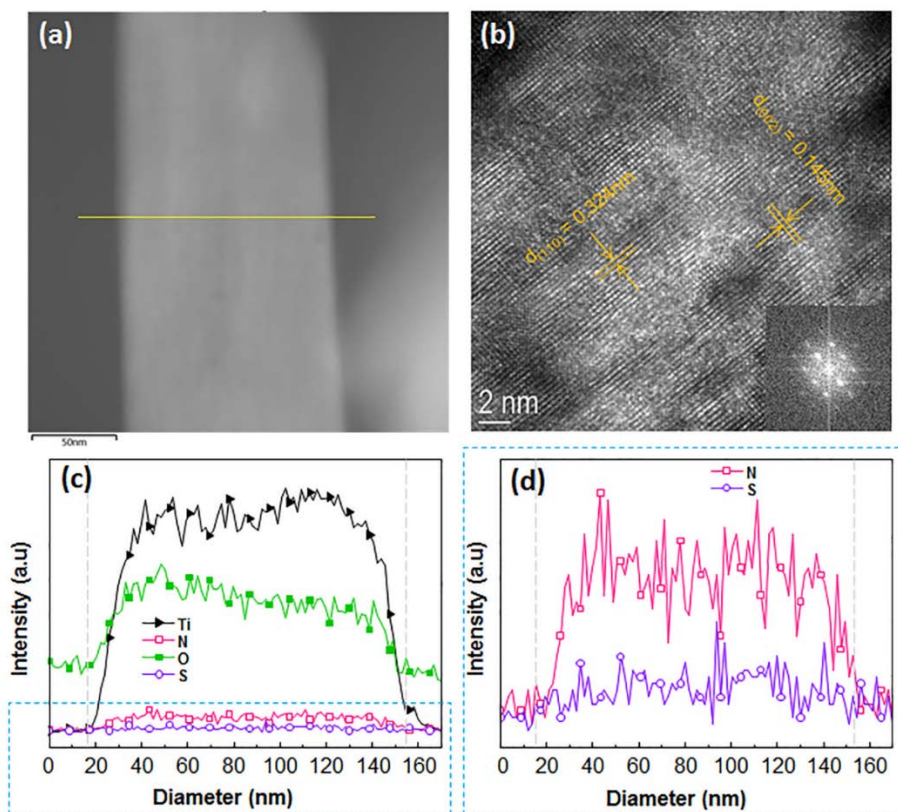 (a)
50nm
(b)
d(110) = 0.324nm
d(002) = 0.145nm
2 nm
(c)
Intensity (a.u)
Ti
N
O
S
0 20 40 60 80 100 120 140 160
Diameter (nm)
(d)
N
S
Intensity (a.u)
0 20 40 60 80 100 120 140 160
Diameter (nm)